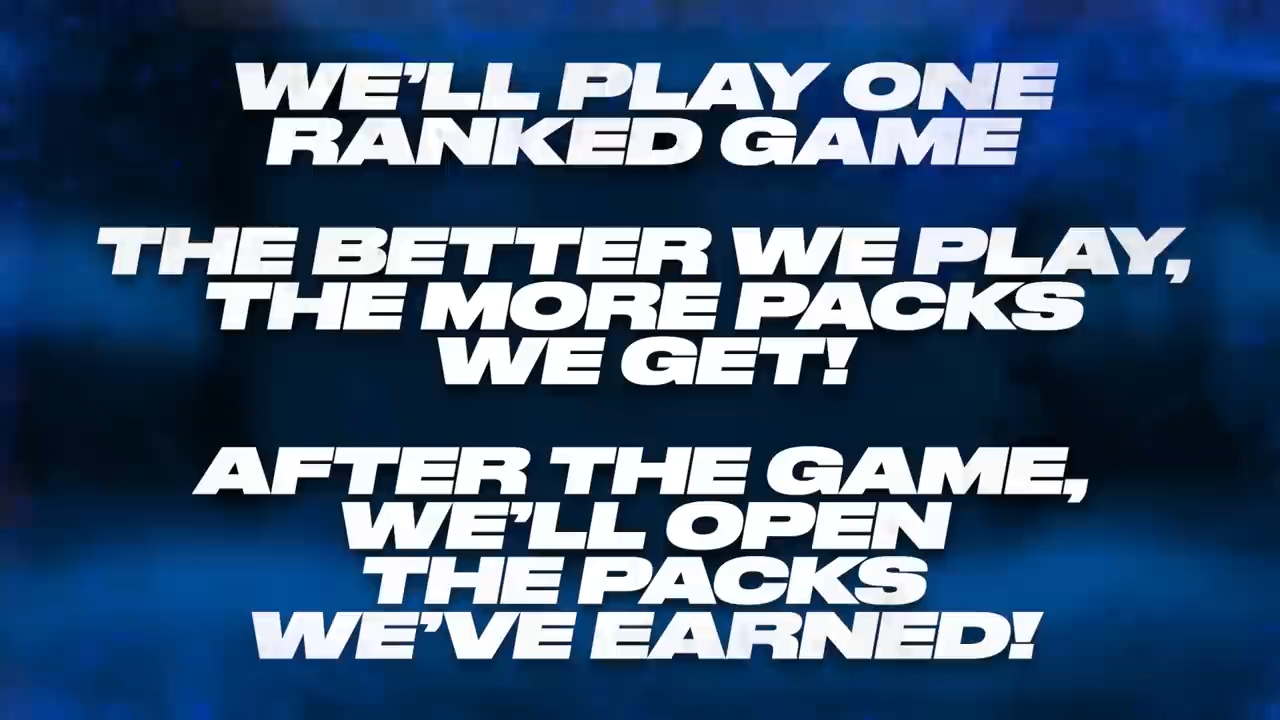 WE'LL PLAY ONE
RANKED GAME
THE BETTER WE PLAY,
THE MORE PACKS
WE GET!
AFTER THE GAME,
WE'LL OPEN
THE PACKS
WE'VE EARNED!